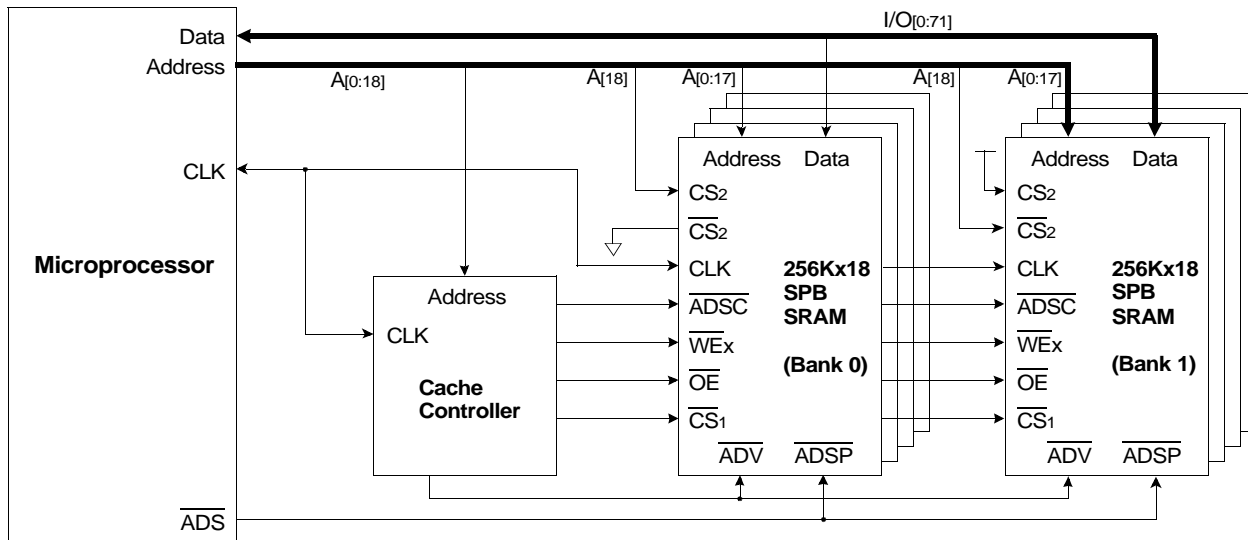 I/O[0:71]
Data
Address
A[0:18]
A[18]
A[0:17]
A[18]
A[0:17]
CLK
Microprocessor
ADS
Address
CLK
Cache
Controller
Address Data
CS2
CS2
CLK
ADSC
WEx
OE
CS1
256Kx18
SPB
SRAM
(Bank 0)
ADV ADSP
Address Data
CS2
CS2
CLK
ADSC
WEx
OE
CS1
256Kx18
SPB
SRAM
(Bank 1)
ADV ADSP